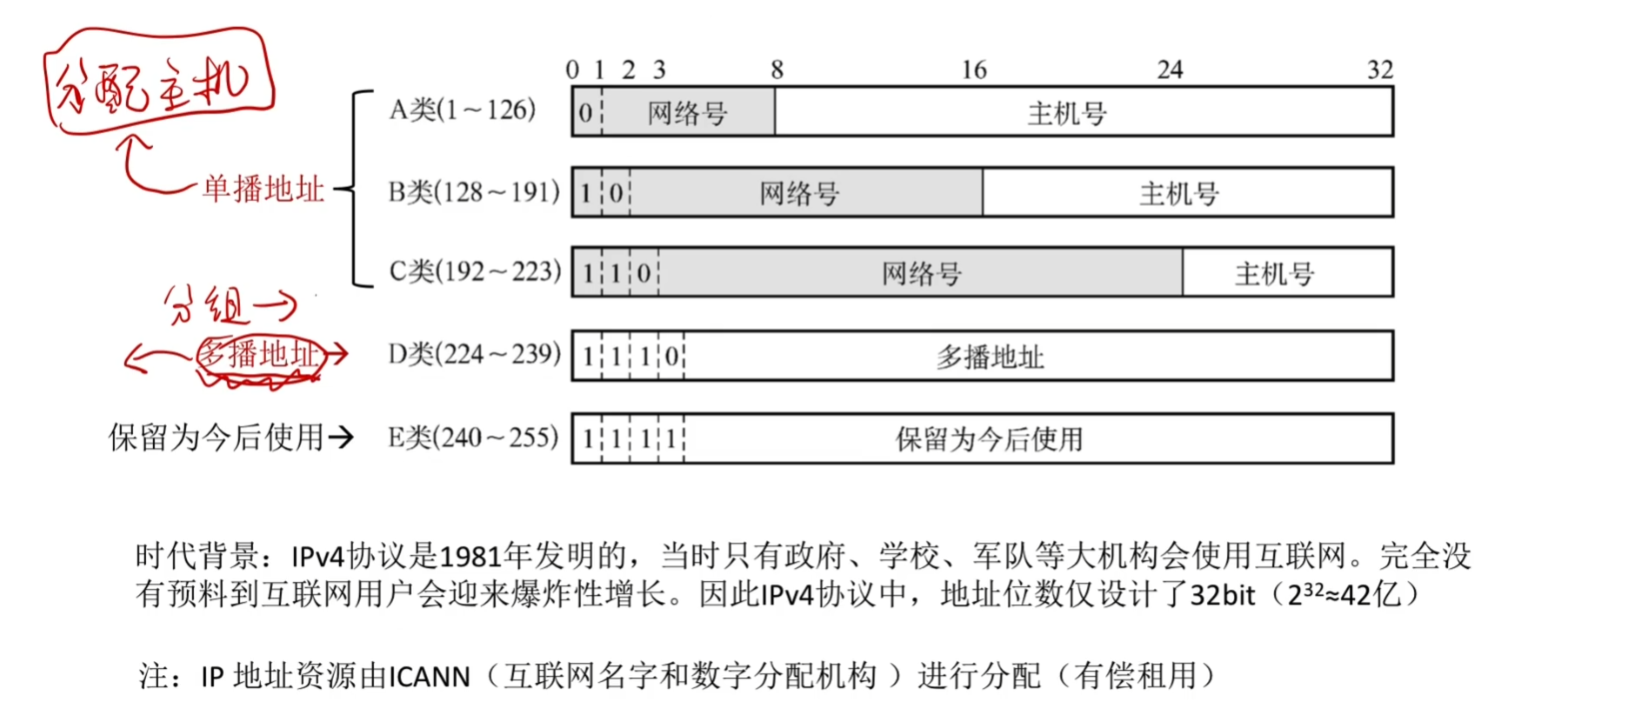 分配主机
0 1 2 3 8 16 24 32
A类(1～126) 0 网络号 主机号
单播地址 B类(128～191) 1 0 网络号 主机号
C类(192～223) 1 1 0 网络号 主机号
分组→
多播地址→ D类(224～239) 1 1 1 0 多播地址
保留为今后使用→ E类(240～255) 1 1 1 1 保留为今后使用
时代背景：IPv4协议是1981年发明的，当时只有政府、学校、军队等大机构会使用互联网。完全没
有预料到互联网用户会迎来爆炸性增长。因此IPv4协议中，地址位数仅设计了32bit（2³²≈42亿）
注：IP 地址资源由ICANN（互联网名字和数字分配机构 ）进行分配（有偿租用）